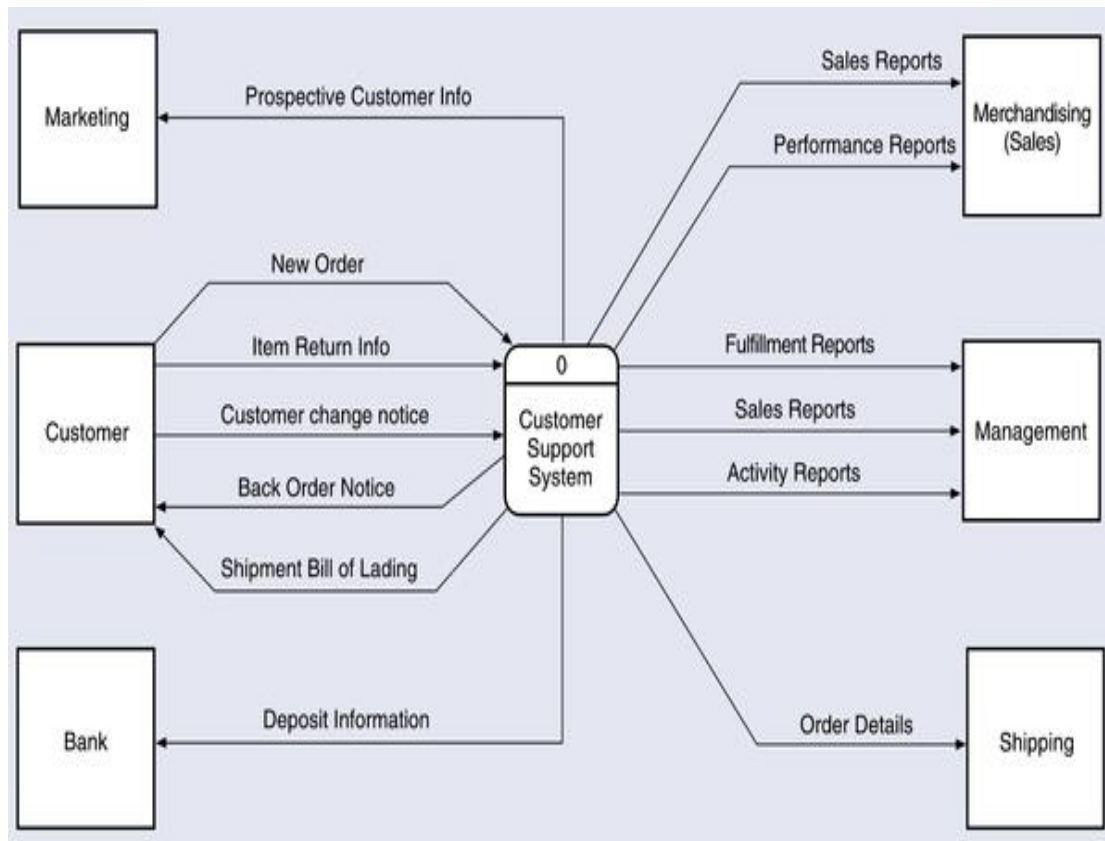 Marketing
Prospective Customer Info
Sales Reports
Performance Reports
Merchandising
(Sales)
New Order
Item Return Info
Customer change notice
Back Order Notice
Shipment Bill of Lading
Customer
0
Customer
Support
System
Fulfillment Reports
Sales Reports
Activity Reports
Management
Bank
Deposit Information
Order Details
Shipping